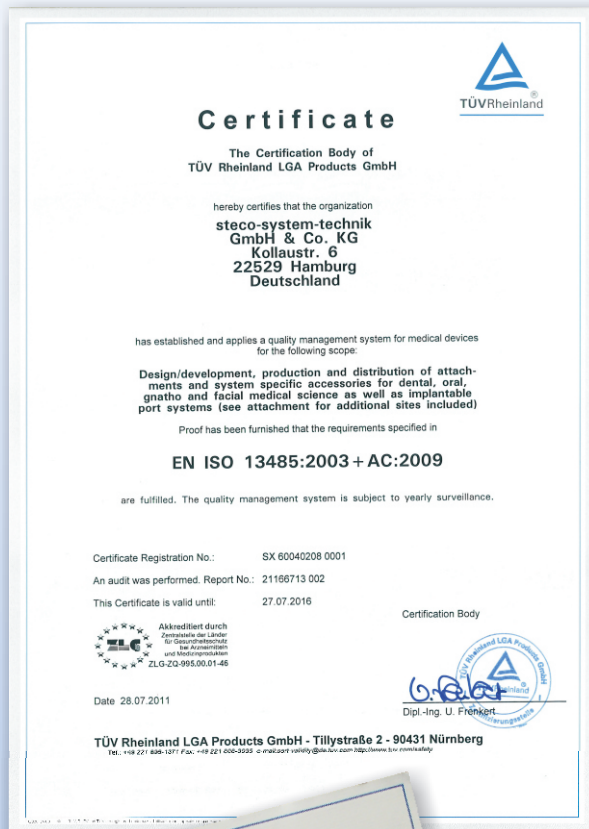 TÜVRheinland
®
Certificate
The Certification Body of
TÜV Rheinland LGA Products GmbH
hereby certifies that the organization
steco-system-technik
GmbH & Co. KG
Kollaustr. 6
22529 Hamburg
Deutschland
has established and applies a quality management system for medical devices
for the following scope:
Design/development, production and distribution of attach-
ments and system specific accessories for dental, oral,
gnatho and facial medical science as well as implantable
port systems (see attachment for additional sites included)
Proof has been furnished that the requirements specified in
EN ISO 13485:2003 + AC:2009
are fulfilled. The quality management system is subject to yearly surveillance.
Certificate Registration No.: SX 60040208 0001
An audit was performed. Report No.: 21166713 002
This Certificate is valid until: 27.07.2016
Certification Body
ZLG
Akkreditiert durch
Zentralstelle der Länder
für Gesundheitsschutz
bei Arzneimitteln
und Medizinprodukten
ZLG-ZQ-995.00.01-46
TÜV Rheinland LGA Products GmbH
TÜVRheinland
Zertifizierungsstelle
Date 28.07.2011
Dipl.-Ing. U. Frenkert
TÜV Rheinland LGA Products GmbH - Tillystraße 2 - 90431 Nürnberg